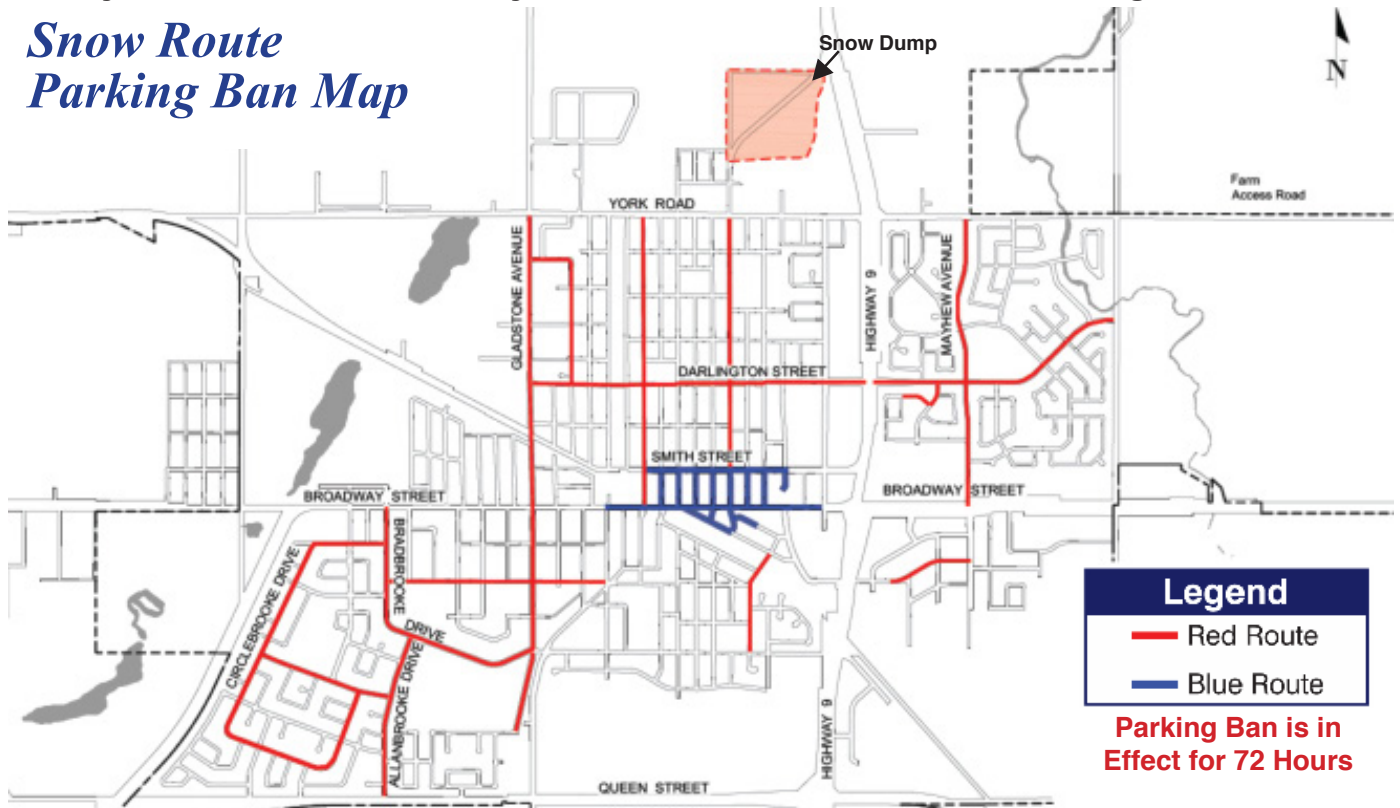 Snow Route
Parking Ban Map
Snow Dump
N
Farm
Access Road
YORK ROAD
GLADSTONE AVENUE
HIGHWAY 9
MAYHEW AVENUE
DARLINGTON STREET
SMITH STREET
BROADWAY STREET
BROADWAY STREET
BRADBROOKE
DRIVE
CIRCLEBROOKE DRIVE
ALLANBROOKE DRIVE
HIGHWAY 9
QUEEN STREET
Legend
Red Route
Blue Route
Parking Ban is in
Effect for 72 Hours